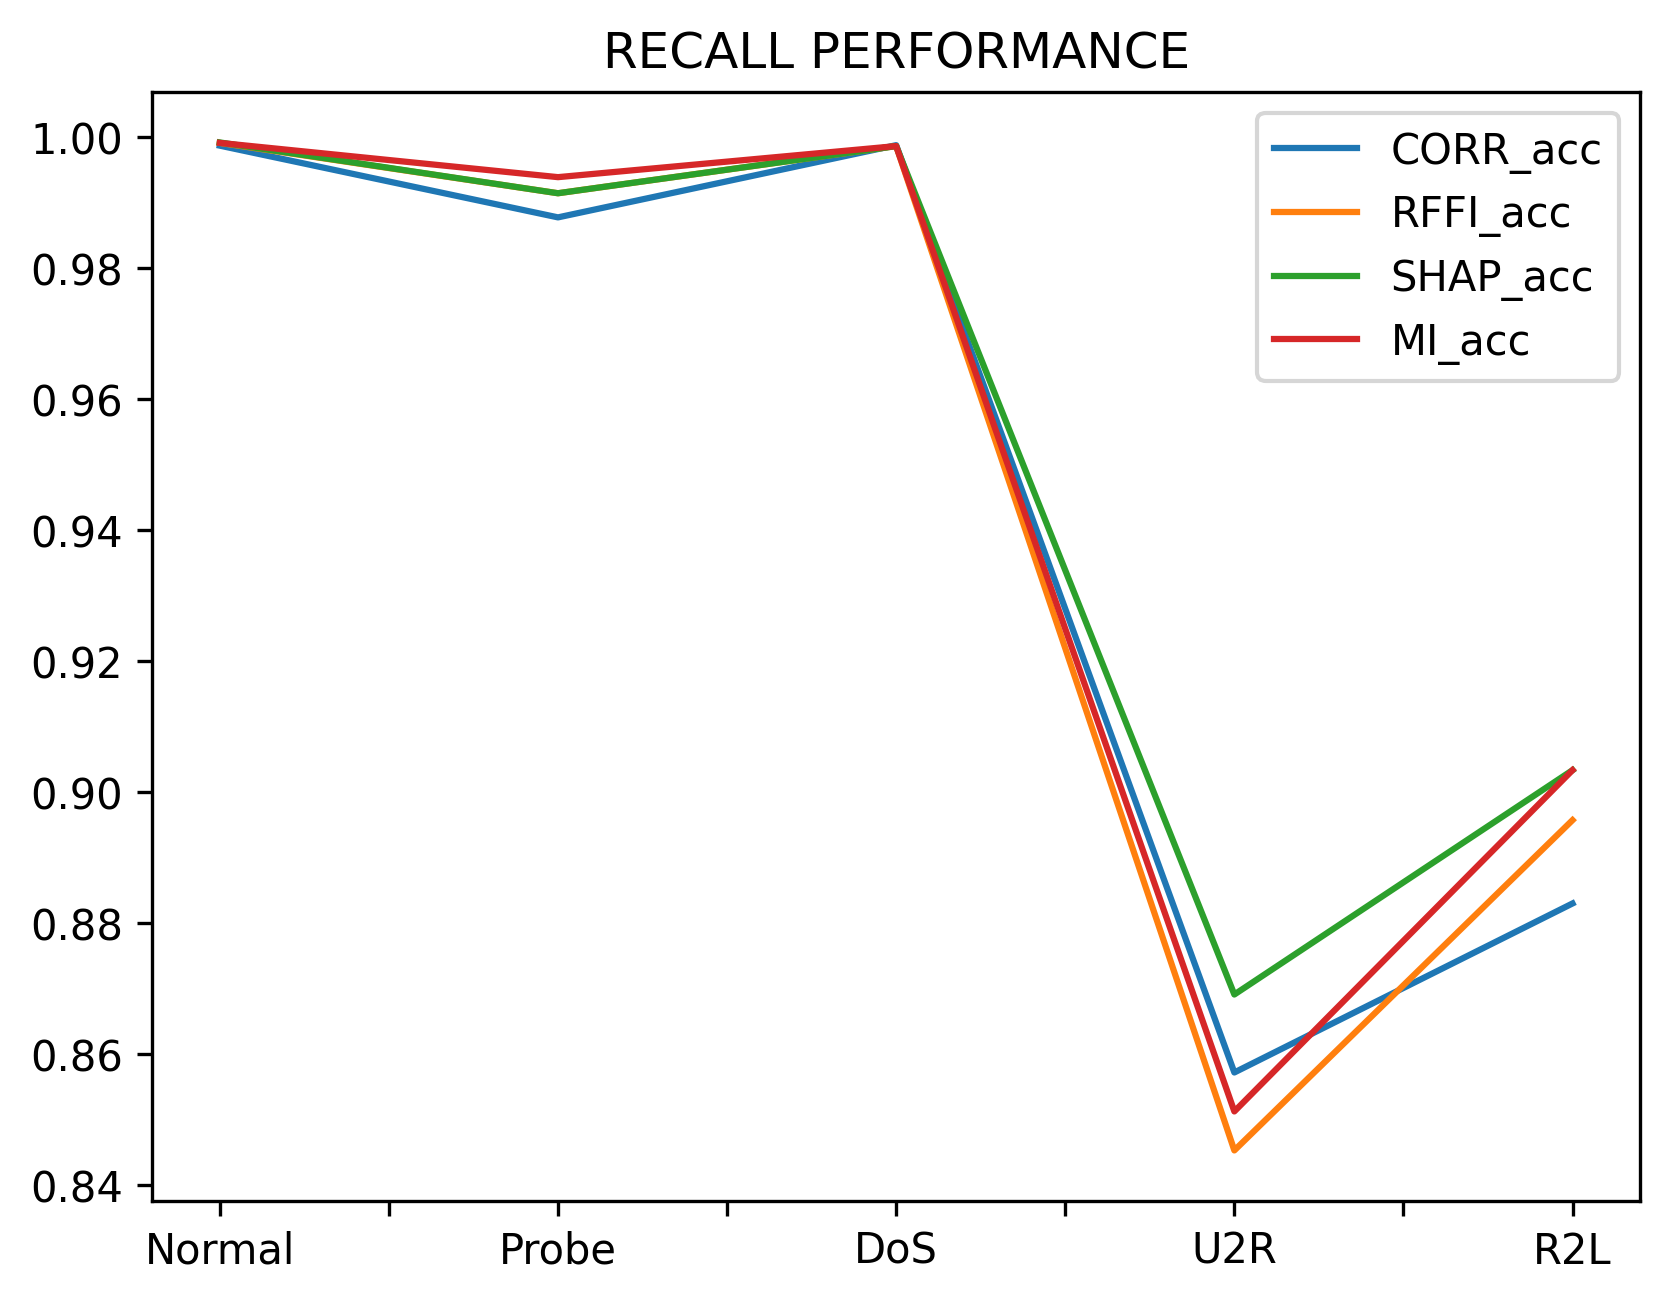 RECALL PERFORMANCE
1.00
0.98
0.96
0.94
0.92
0.90
0.88
0.86
0.84
CORR_acc
RFFI_acc
SHAP_acc
MI_acc
Normal Probe DoS U2R R2L